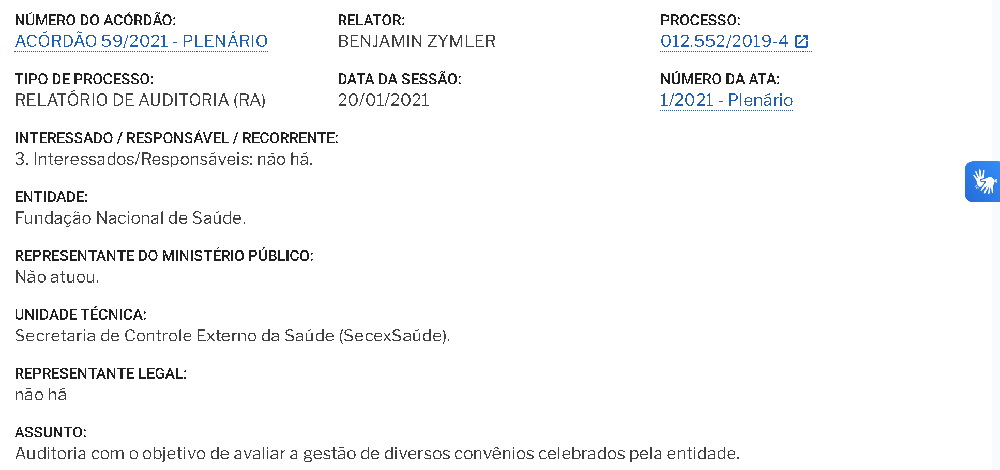 NÚMERO DO ACÓRDÃO:
ACÓRDÃO 59/2021 - PLENÁRIO
RELATOR:
BENJAMIN ZYMLER
PROCESSO:
012.552/2019-4
TIPO DE PROCESSO:
RELATÓRIO DE AUDITORIA (RA)
DATA DA SESSÃO:
20/01/2021
NÚMERO DA ATA:
1/2021 - Plenário
INTERESSADO / RESPONSÁVEL / RECORRENTE:
3. Interessados/Responsáveis: não há.
ENTIDADE:
Fundação Nacional de Saúde.
REPRESENTANTE DO MINISTÉRIO PÚBLICO:
Não atuou.
UNIDADE TÉCNICA:
Secretaria de Controle Externo da Saúde (SecexSaúde).
REPRESENTANTE LEGAL:
não há
ASSUNTO:
Auditoria com o objetivo de avaliar a gestão de diversos convênios celebrados pela entidade.